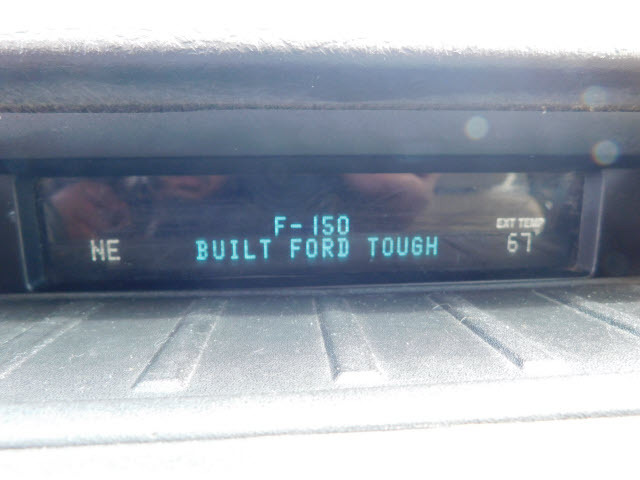 F-150
NE BUILT FORD TOUGH
EXT TEMP
67°